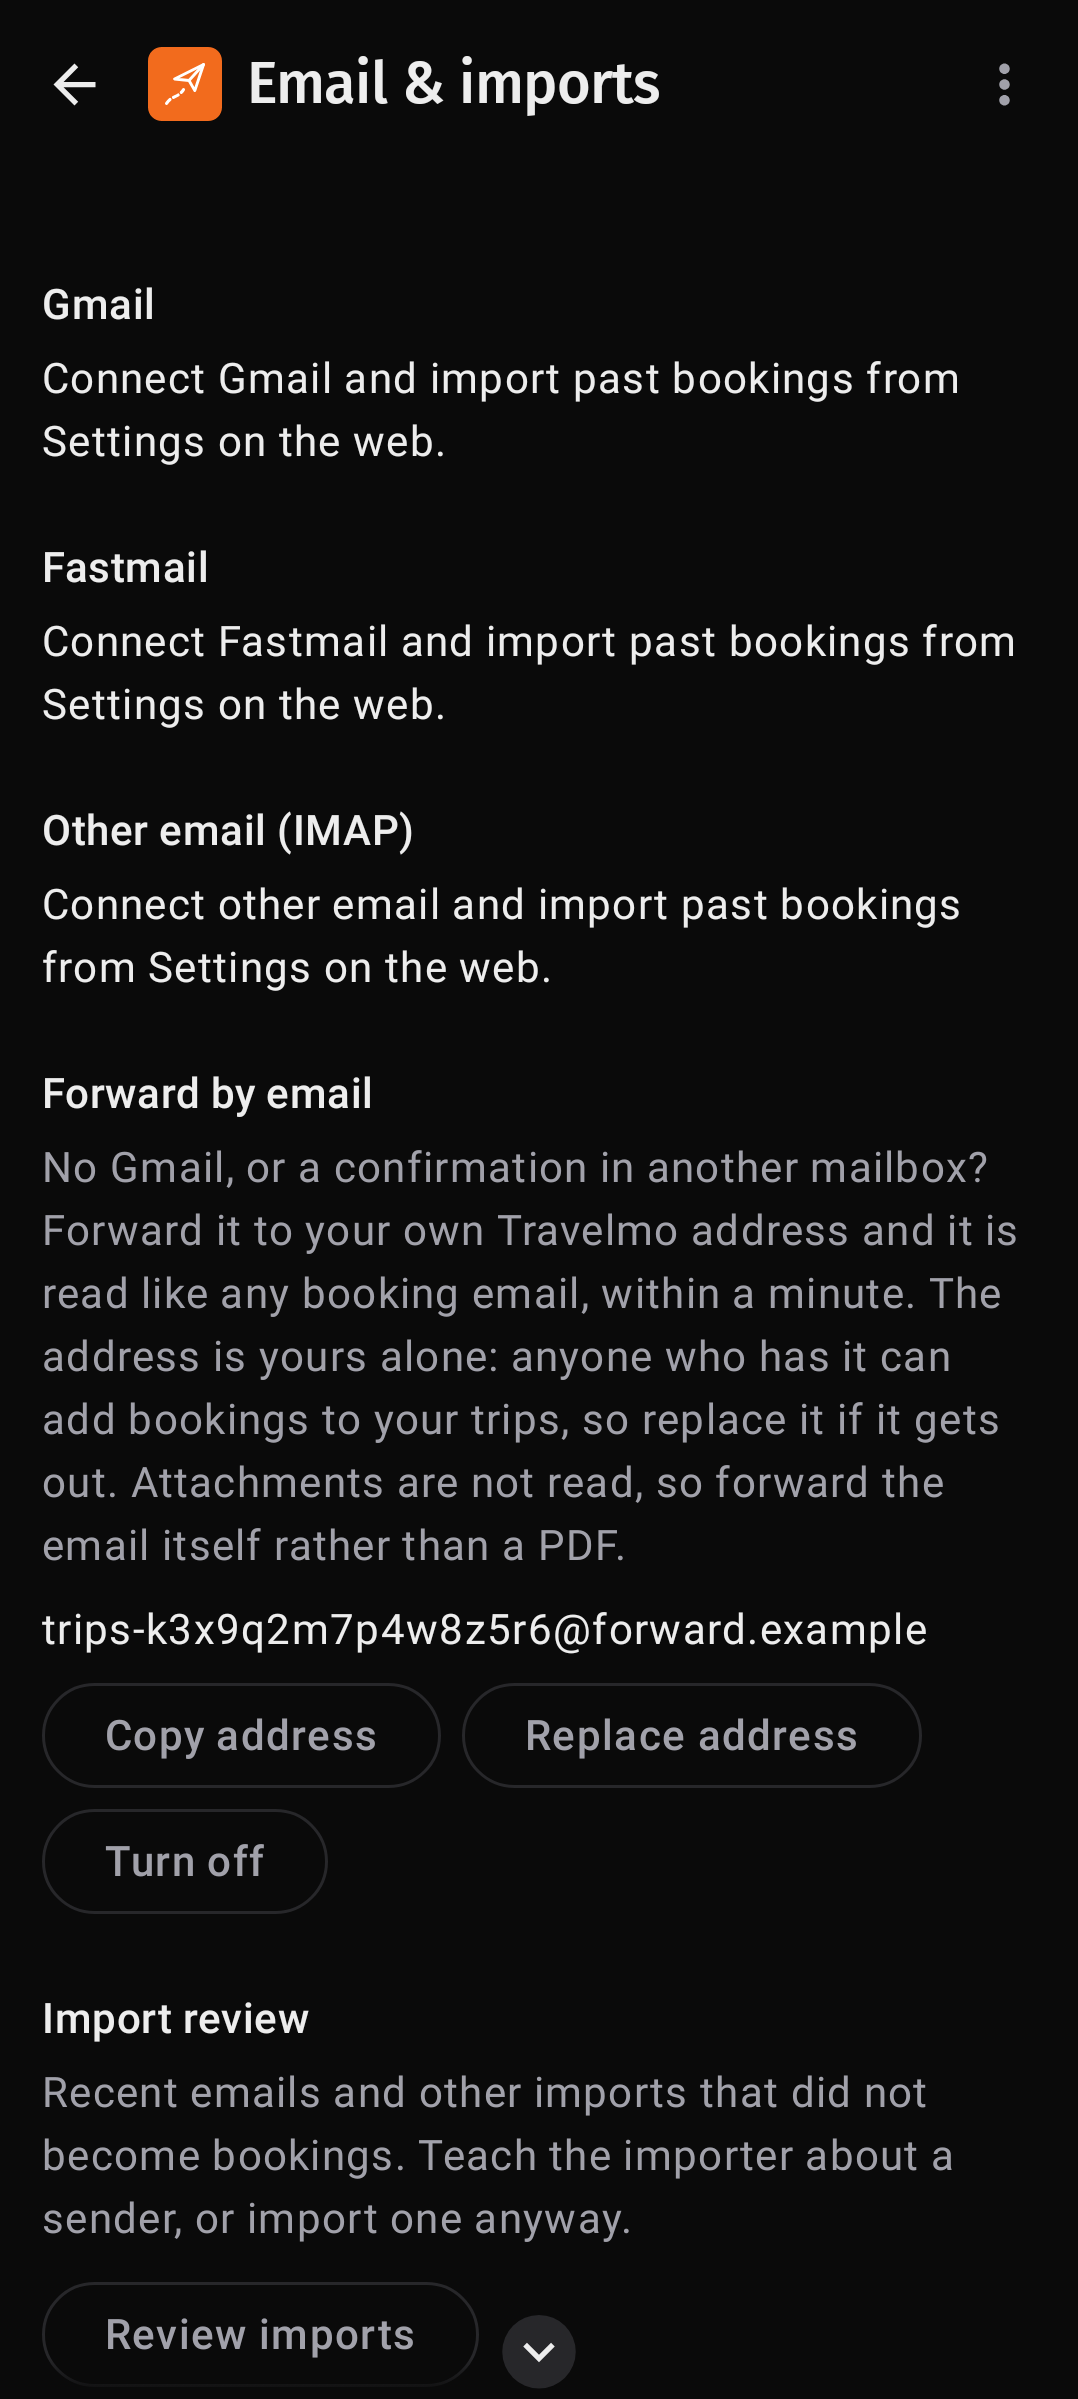 Email & imports
Gmail
Connect Gmail and import past bookings from
Settings on the web.
Fastmail
Connect Fastmail and import past bookings from
Settings on the web.
Other email (IMAP)
Connect other email and import past bookings
from Settings on the web.
Forward by email
No Gmail, or a confirmation in another mailbox?
Forward it to your own Travelmo address and it is
read like any booking email, within a minute. The
address is yours alone: anyone who has it can
add bookings to your trips, so replace it if it gets
out. Attachments are not read, so forward the
email itself rather than a PDF.
trips-k3x9q2m7p4w8z5r6@forward.example
Copy address
Replace address
Turn off
Import review
Recent emails and other imports that did not
become bookings. Teach the importer about a
sender, or import one anyway.
Review imports